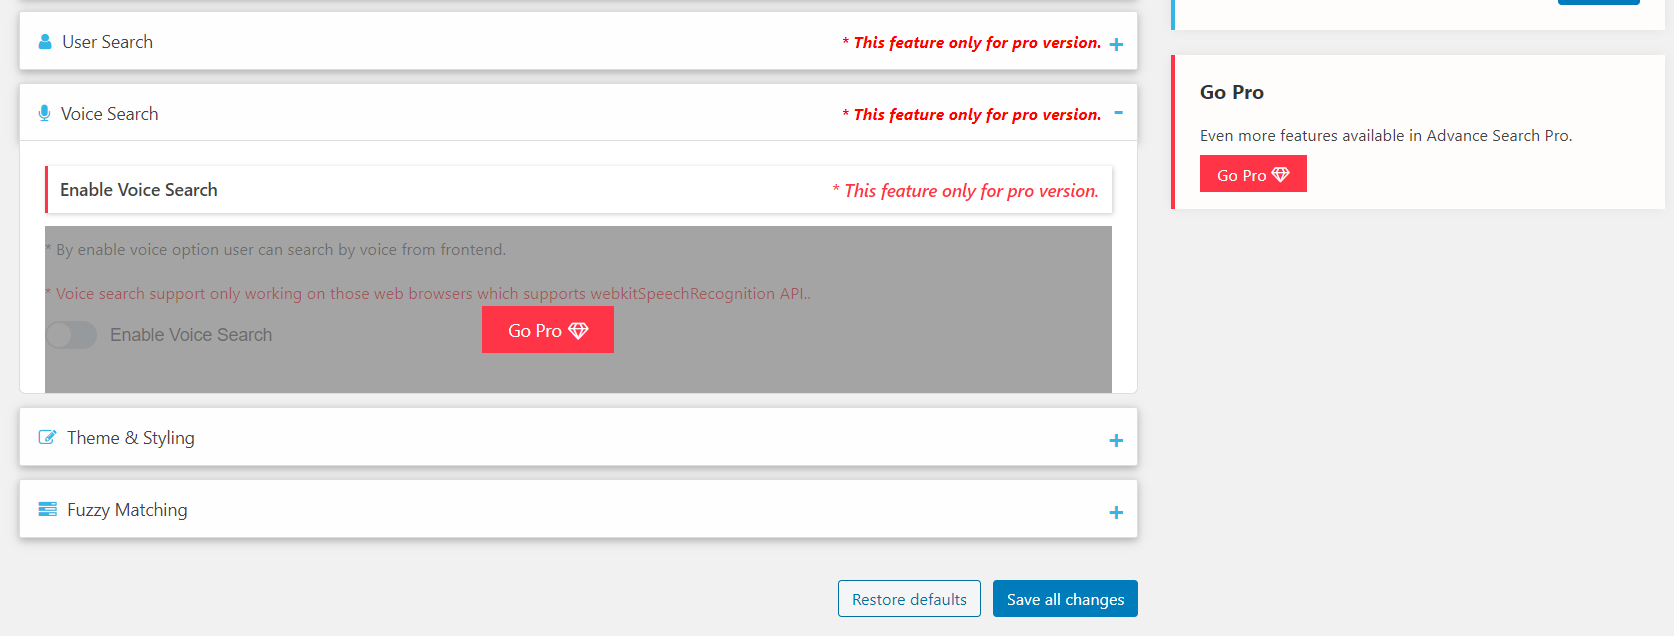 User Search
* This feature only for pro version.
Voice Search
* This feature only for pro version.
Enable Voice Search
* This feature only for pro version.
* By enable voice option user can search by voice from frontend.
* Voice search support only working on those web browsers which supports webkitSpeechRecognition API..
Enable Voice Search
Go Pro
Theme & Styling
Fuzzy Matching
Restore defaults
Save all changes
Go Pro
Even more features available in Advance Search Pro.
Go Pro